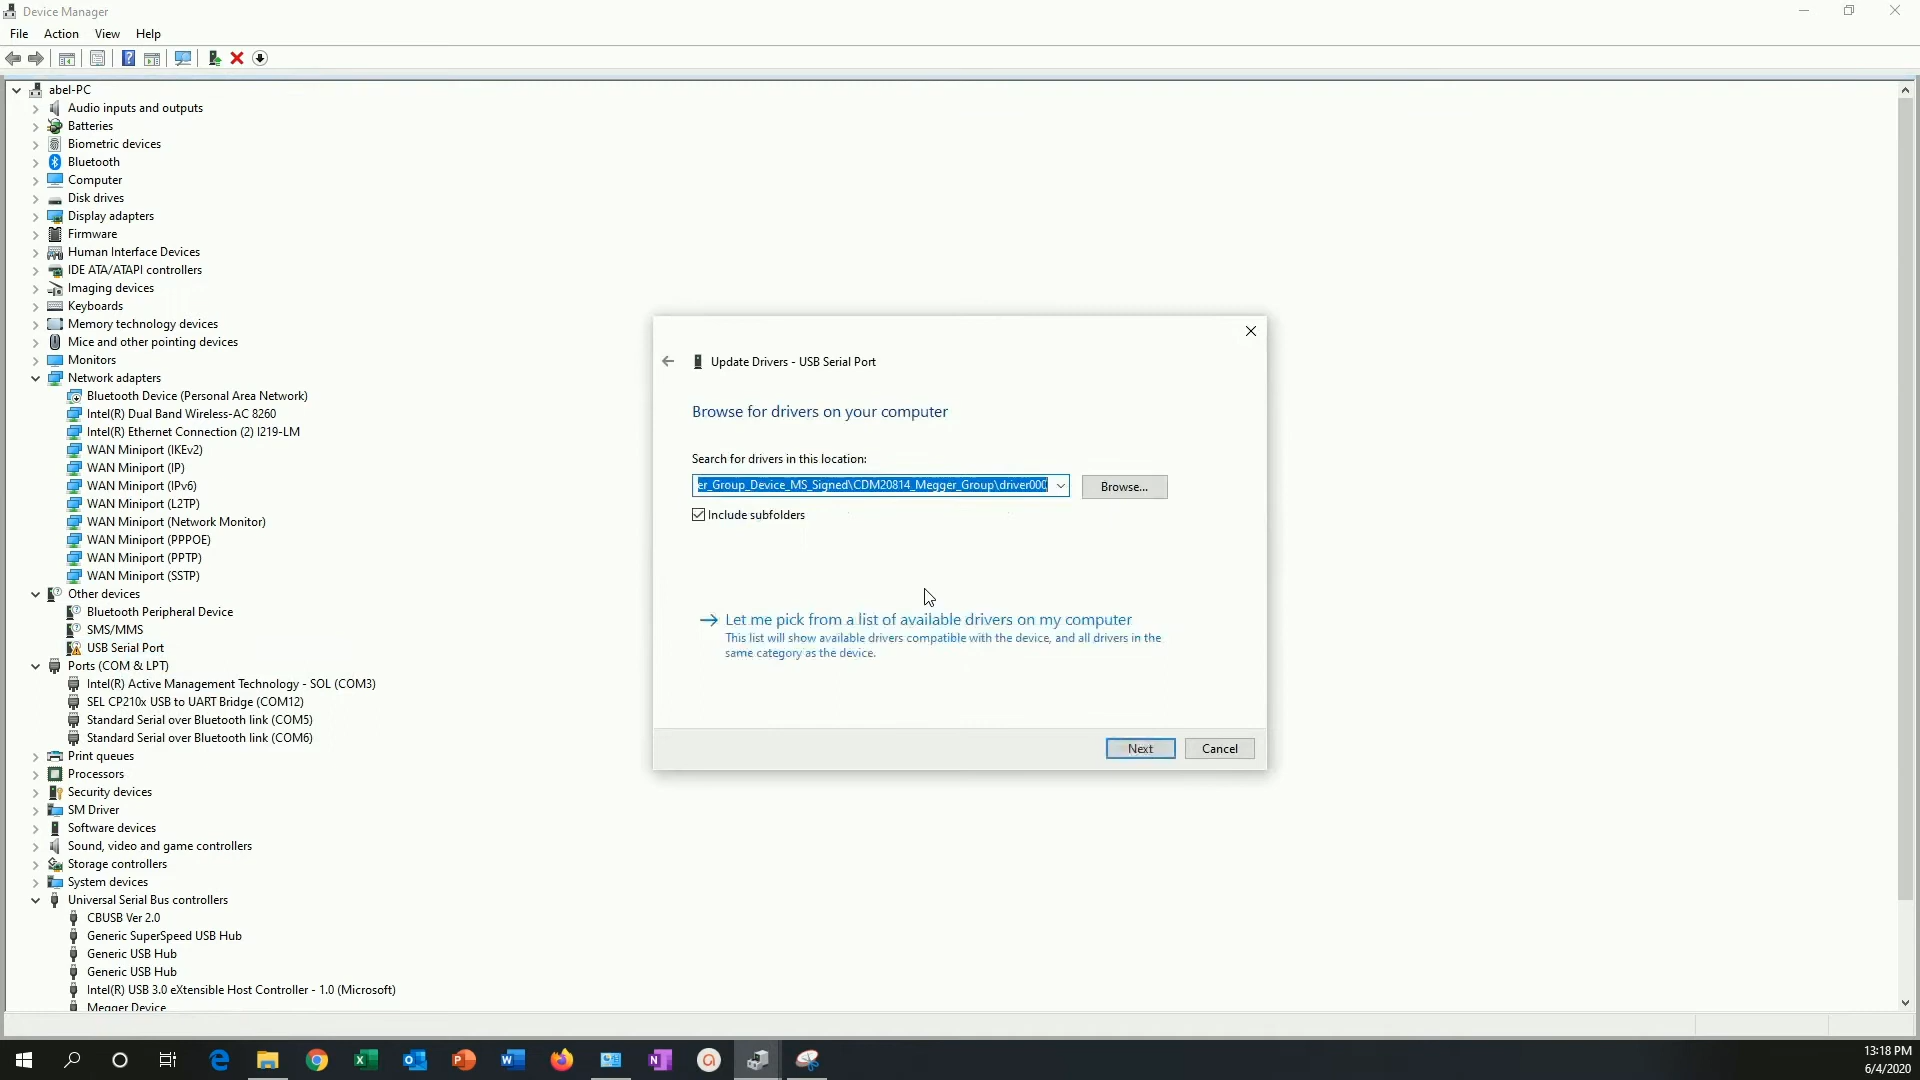 Device Manager
File Action View Help
abel-PC
Audio inputs and outputs
Batteries
Biometric devices
Bluetooth
Computer
Disk drives
Display adapters
Firmware
Human Interface Devices
IDE ATA/ATAPI controllers
Imaging devices
Keyboards
Memory technology devices
Mice and other pointing devices
Monitors
Network adapters
Bluetooth Device (Personal Area Network)
Intel(R) Dual Band Wireless-AC 8260
Intel(R) Ethernet Connection (2) I219-LM
WAN Miniport (IKEv2)
WAN Miniport (IP)
WAN Miniport (IPv6)
WAN Miniport (L2TP)
WAN Miniport (Network Monitor)
WAN Miniport (PPPOE)
WAN Miniport (PPTP)
WAN Miniport (SSTP)
Other devices
Bluetooth Peripheral Device
SMS/MMS
USB Serial Port
Ports (COM & LPT)
Intel(R) Active Management Technology - SOL (COM3)
SEL CP210x USB to UART Bridge (COM12)
Standard Serial over Bluetooth link (COM5)
Standard Serial over Bluetooth link (COM6)
Print queues
Processors
Security devices
SM Driver
Software devices
Sound, video and game controllers
Storage controllers
System devices
Universal Serial Bus controllers
CBUSB Ver 2.0
Generic SuperSpeed USB Hub
Generic USB Hub
Generic USB Hub
Intel(R) USB 3.0 eXtensible Host Controller - 1.0 (Microsoft)
Megger Device
Update Drivers - USB Serial Port
Browse for drivers on your computer
Search for drivers in this location:
er_Group_Device_MS_Signed\CDM20814_Megger_Group\driver000
Browse...
Include subfolders
Let me pick from a list of available drivers on my computer
This list will show available drivers compatible with the device, and all drivers in the
same category as the device.
Next Cancel
13:18 PM
6/4/2020